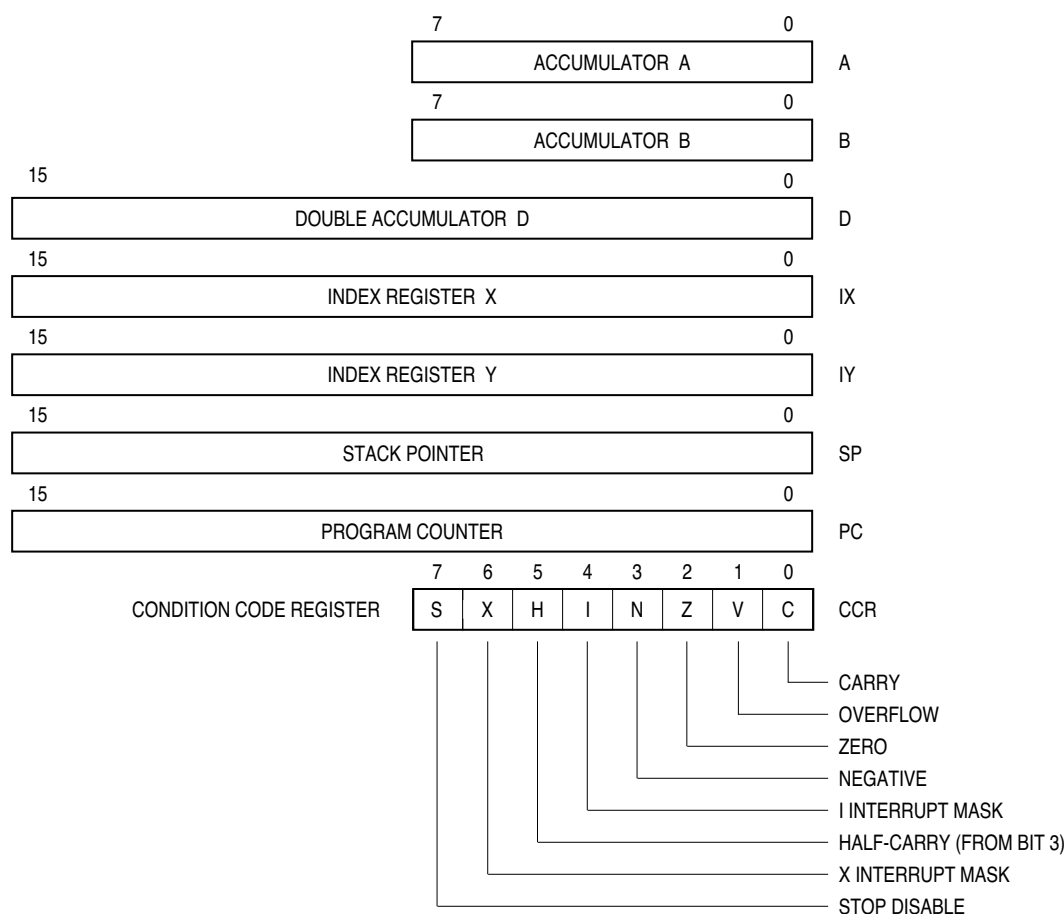 7 0
ACCUMULATOR A A
7 0
ACCUMULATOR B B
15 0
DOUBLE ACCUMULATOR D D
15 0
INDEX REGISTER X IX
15 0
INDEX REGISTER Y IY
15 0
STACK POINTER SP
15 0
PROGRAM COUNTER PC
7 6 5 4 3 2 1 0
CONDITION CODE REGISTER S X H I N Z V C CCR
CARRY
OVERFLOW
ZERO
NEGATIVE
I INTERRUPT MASK
HALF-CARRY (FROM BIT 3)
X INTERRUPT MASK
STOP DISABLE